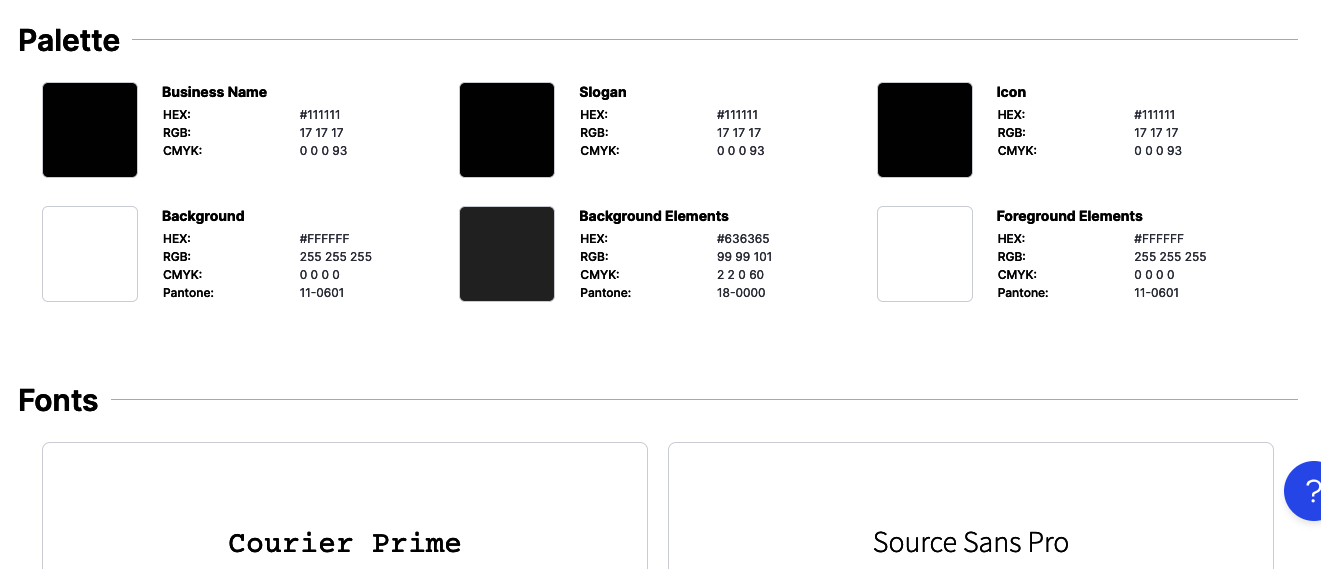 Palette
Business Name
HEX: #111111
RGB: 17 17 17
CMYK: 0 0 0 93
Slogan
HEX: #111111
RGB: 17 17 17
CMYK: 0 0 0 93
Icon
HEX: #111111
RGB: 17 17 17
CMYK: 0 0 0 93
Background
HEX: #FFFFFF
RGB: 255 255 255
CMYK: 0 0 0 0
Pantone: 11-0601
Background Elements
HEX: #636365
RGB: 99 99 101
CMYK: 2 2 0 60
Pantone: 18-0000
Foreground Elements
HEX: #FFFFFF
RGB: 255 255 255
CMYK: 0 0 0 0
Pantone: 11-0601
Fonts
Courier Prime
Source Sans Pro
?